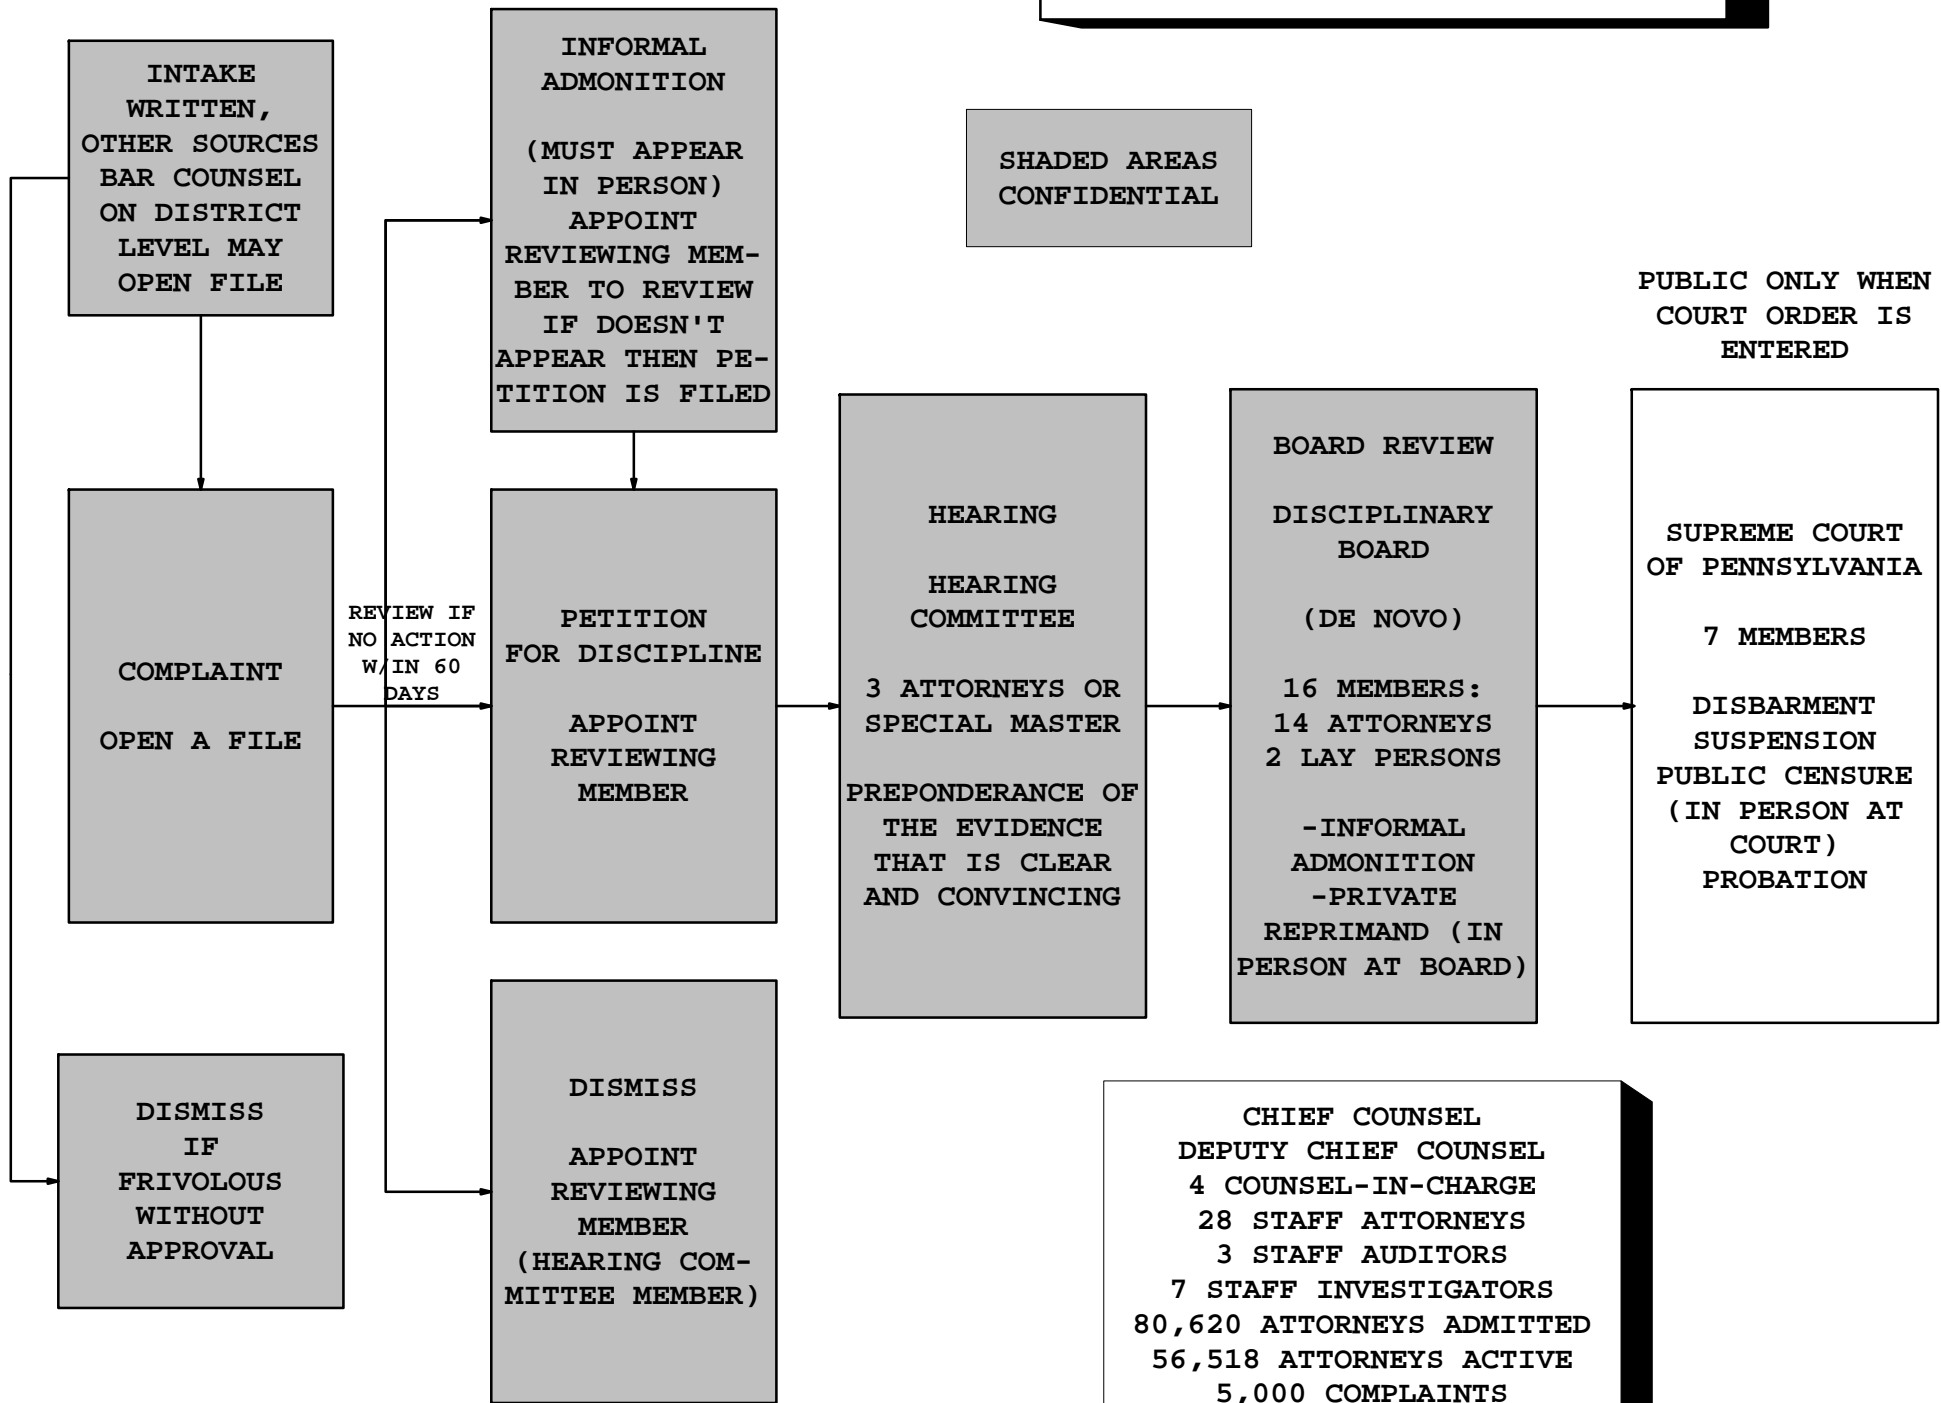 INTAKE
WRITTEN,
OTHER SOURCES
BAR COUNSEL
ON DISTRICT
LEVEL MAY
OPEN FILE
INFORMAL
ADMONITION
(MUST APPEAR
IN PERSON)
APPOINT
REVIEWING MEM-
BER TO REVIEW
IF DOESN'T
APPEAR THEN PE-
TITION IS FILED
SHADED AREAS
CONFIDENTIAL
PUBLIC ONLY WHEN
COURT ORDER IS
ENTERED
COMPLAINT
OPEN A FILE
REVIEW IF
NO ACTION
W/IN 60
DAYS
PETITION
FOR DISCIPLINE
APPOINT
REVIEWING
MEMBER
HEARING
HEARING
COMMITTEE
3 ATTORNEYS OR
SPECIAL MASTER
PREPONDERANCE OF
THE EVIDENCE
THAT IS CLEAR
AND CONVINCING
BOARD REVIEW
DISCIPLINARY
BOARD
(DE NOVO)
16 MEMBERS:
14 ATTORNEYS
2 LAY PERSONS
-INFORMAL
ADMONITION
-PRIVATE
REPRIMAND (IN
PERSON AT BOARD)
SUPREME COURT
OF PENNSYLVANIA
7 MEMBERS
DISBARMENT
SUSPENSION
PUBLIC CENSURE
(IN PERSON AT
COURT)
PROBATION
DISMISS
IF
FRIVOLOUS
WITHOUT
APPROVAL
DISMISS
APPOINT
REVIEWING
MEMBER
(HEARING COM-
MITTEE MEMBER)
CHIEF COUNSEL
DEPUTY CHIEF COUNSEL
4 COUNSEL-IN-CHARGE
28 STAFF ATTORNEYS
3 STAFF AUDITORS
7 STAFF INVESTIGATORS
80,620 ATTORNEYS ADMITTED
56,518 ATTORNEYS ACTIVE
5,000 COMPLAINTS